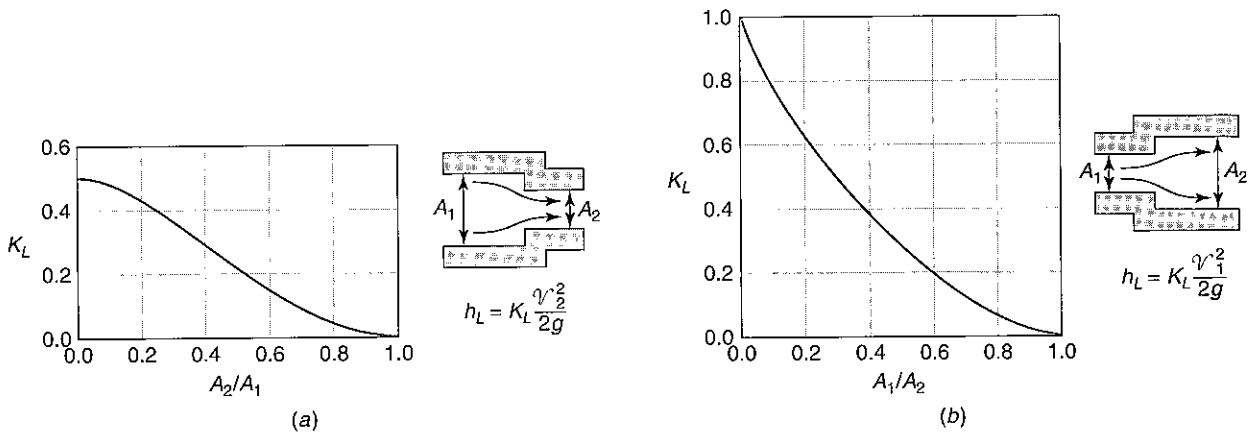 0.6
0.4
0.2
0.0
K_L
0.0 0.2 0.4 0.6 0.8 1.0
A_2/A_1
A_1
A_2
h_L = K_L 𝒱_2^2/2g
(a)
1.0
0.8
0.6
0.4
0.2
0.0
K_L
0.0 0.2 0.4 0.6 0.8 1.0
A_1/A_2
A_1
A_2
h_L = K_L 𝒱_1^2/2g
(b)